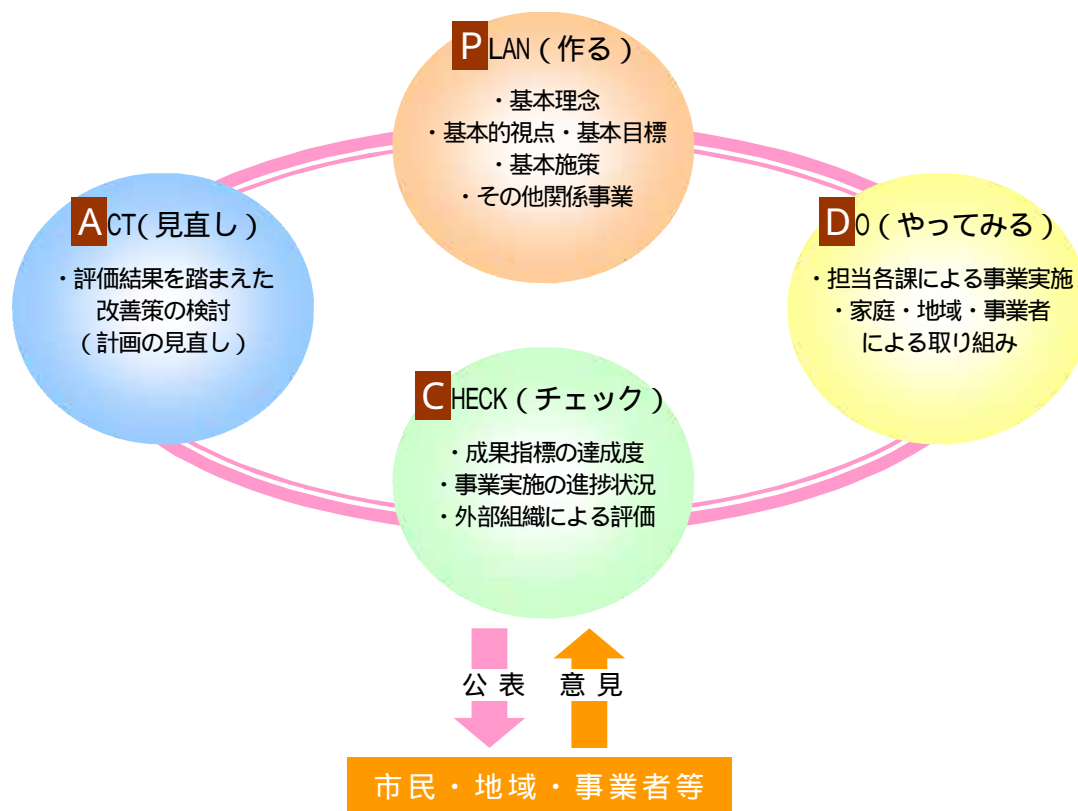 PLAN(作る)
・基本理念
・基本的視点・基本目標
・基本施策
・その他関係事業
ACT(見直し)
・評価結果を踏まえた
改善策の検討
(計画の見直し)
DO(やってみる)
・担当各課による事業実施
・家庭・地域・事業者
による取り組み
CHECK(チェック)
・成果指標の達成度
・事業実施の進捗状況
・外部組織による評価
公表 意見
市民・地域・事業者等